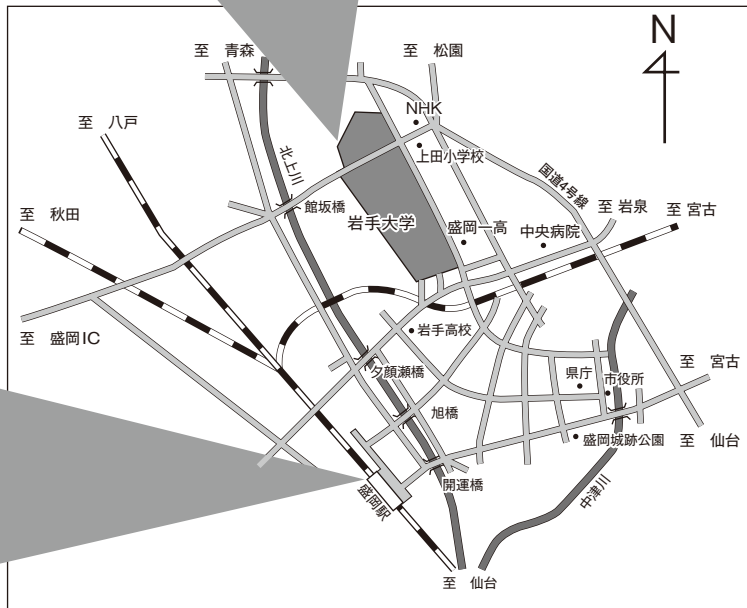 N
至　青森
至　松園
NHK
至　八戸
上田小学校
北上川
国道4号線
館坂橋
至 岩泉
至 宮古
至　秋田
岩手大学
盛岡一高
中央病院
至　盛岡IC
岩手高校
夕顔瀬橋
県庁
市役所
至　宮古
旭橋
盛岡城跡公園
至　仙台
開運橋
盛岡駅
中津川
至　仙台